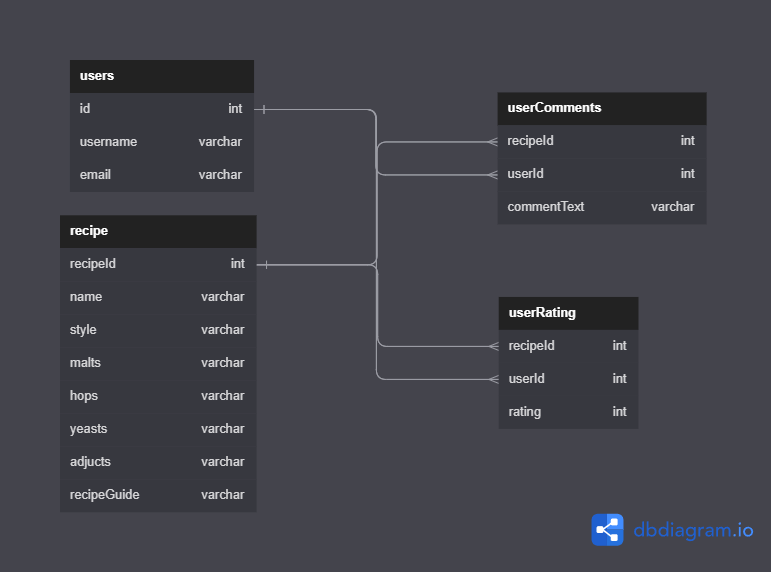 users
id int
username varchar
email varchar
recipe
recipeId int
name varchar
style varchar
malts varchar
hops varchar
yeasts varchar
adjucts varchar
recipeGuide varchar
userComments
recipeId int
userId int
commentText varchar
userRating
recipeId int
userId int
rating int
dbdiagram.io